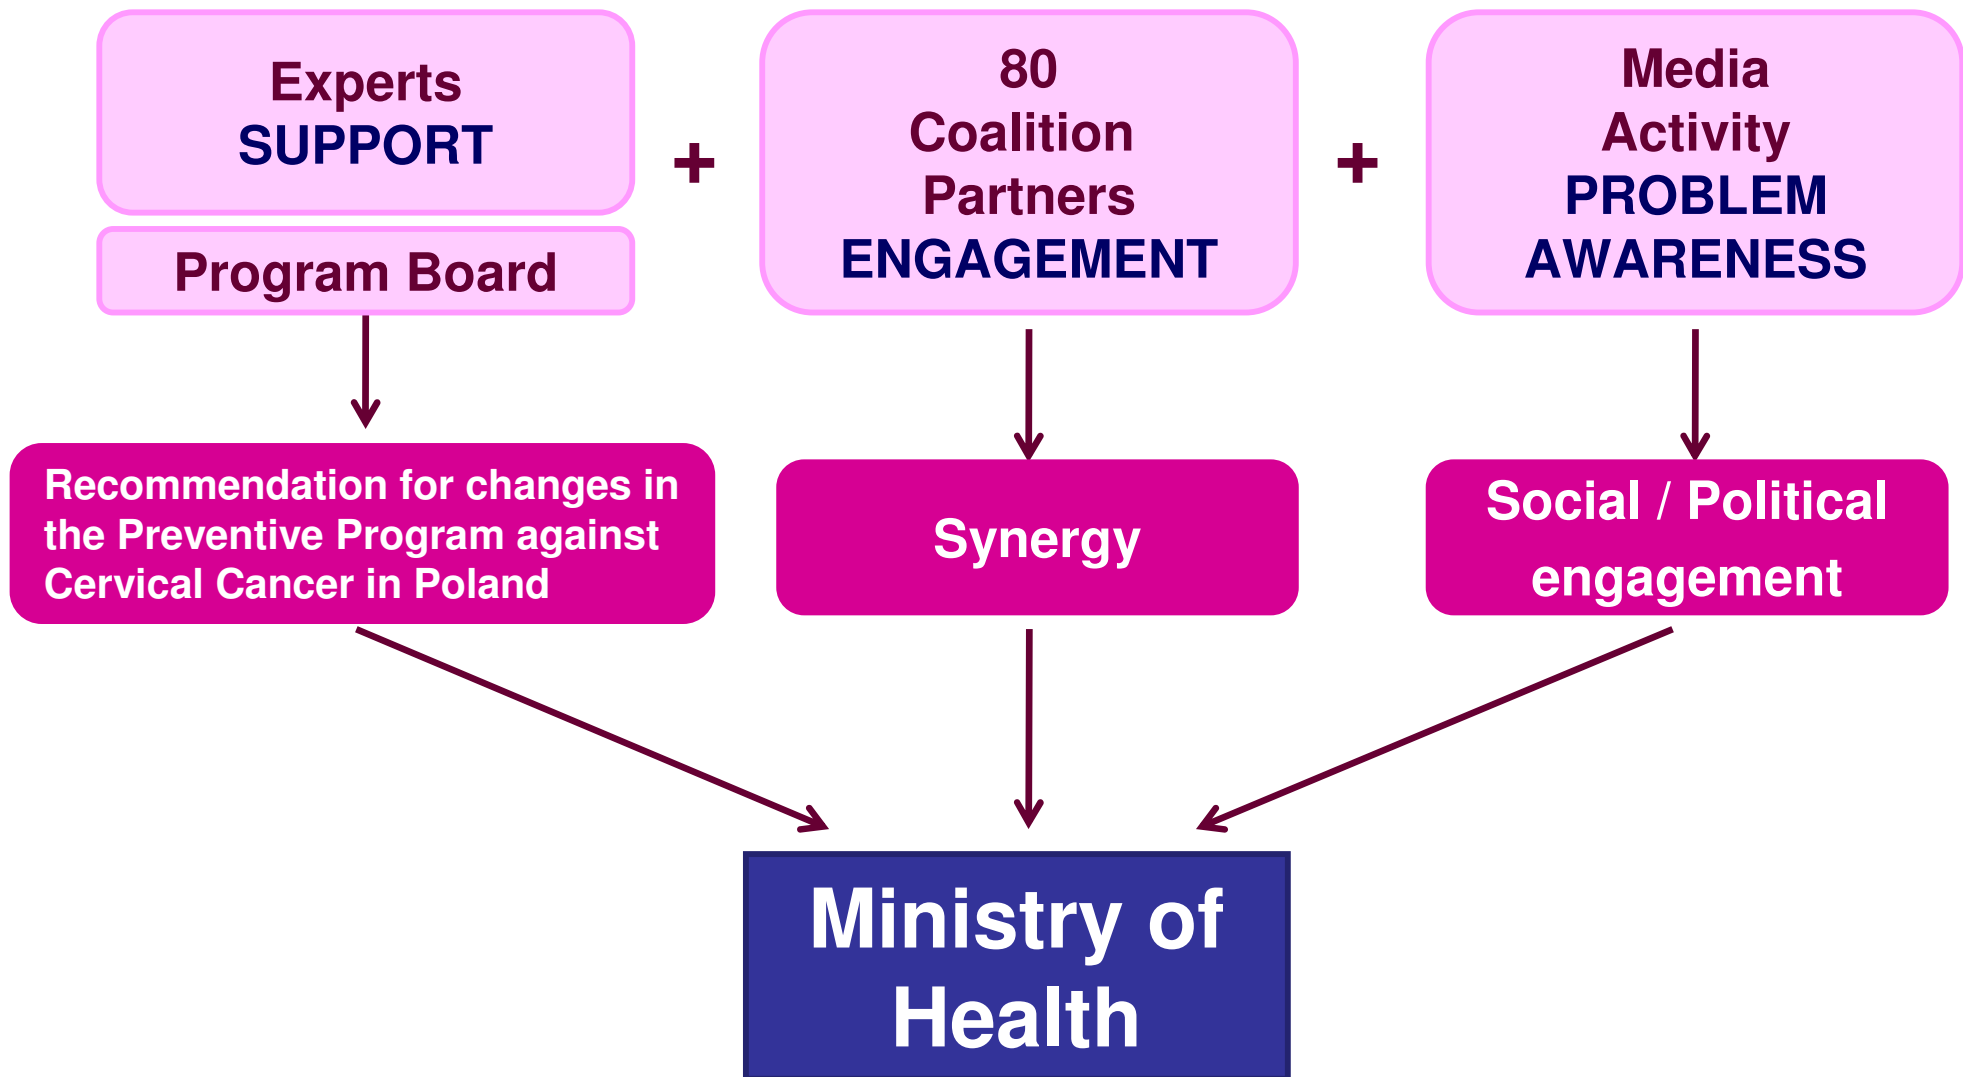 Experts
SUPPORT
Program Board
+
80
Coalition
Partners
ENGAGEMENT
+
Media
Activity
PROBLEM
AWARENESS
Recommendation for changes in
the Preventive Program against
Cervical Cancer in Poland
Synergy
Social / Political
engagement
Ministry of
Health